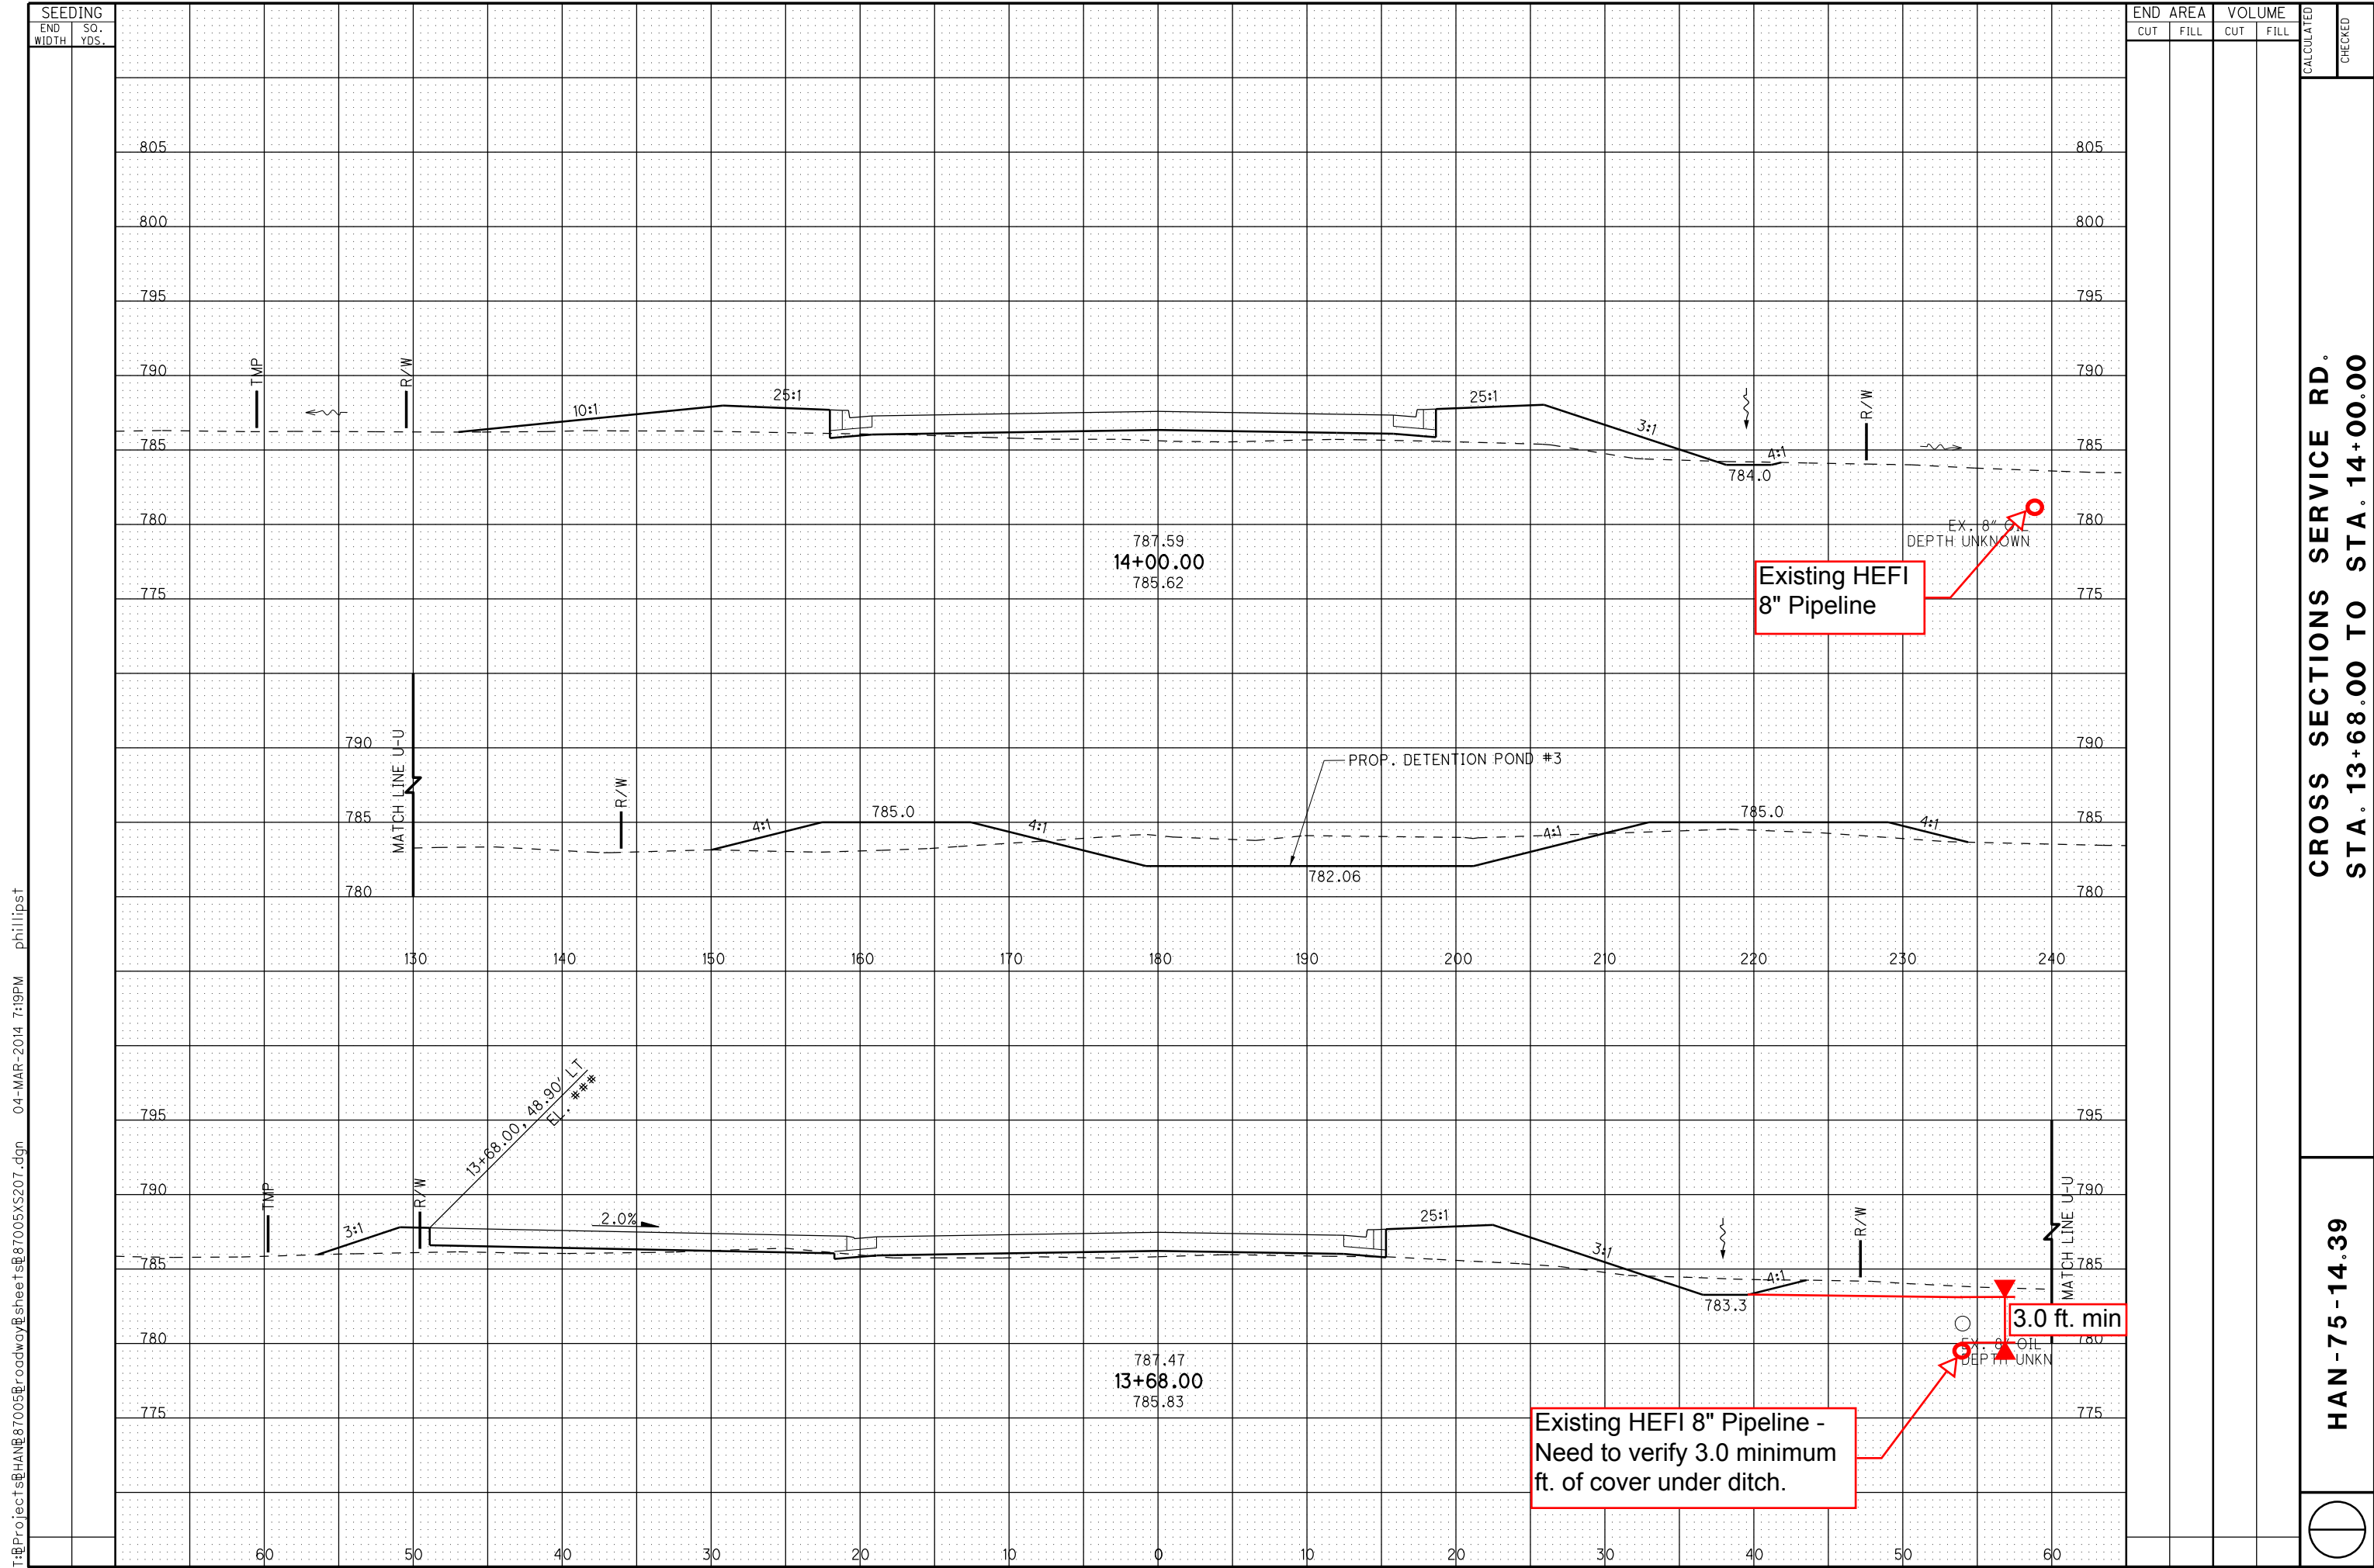 SEEDING
END WIDTH
SQ. YDS.
END AREA
VOLUME
CUT
FILL
CUT
FILL
CALCULATED
CHECKED
805
805
800
800
795
795
790
TMP
R/W
10:1
25:1
25:1
3:1
4:1
R/W
790
785
785
784.0
780
780
EX. 8" OIL
DEPTH UNKNOWN
787.59
14+00.00
785.62
Existing HEFI
8" Pipeline
775
775
790
MATCH LINE U-U
R/W
PROP. DETENTION POND #3
790
785
4:1
785.0
4:1
4:1
785.0
4:1
785
780
782.06
780
130
140
150
160
170
180
190
200
210
220
230
240
13+68.00, 48.90' LT
EL. ###
795
795
790
TMP
R/W
3:1
2.0%
25:1
3:1
4:1
R/W
MATCH LINE U-U
790
785
785
783.3
3.0 ft. min
780
780
EX. 8" OIL
DEPTH UNKN
787.47
13+68.00
785.83
775
775
Existing HEFI 8" Pipeline -
Need to verify 3.0 minimum
ft. of cover under ditch.
60
50
40
30
20
10
0
10
20
30
40
50
60
CROSS SECTIONS SERVICE RD.
STA. 13+68.00 TO STA. 14+00.00
HAN-75-14.39
04-MAR-2014 7:19PM phillipst